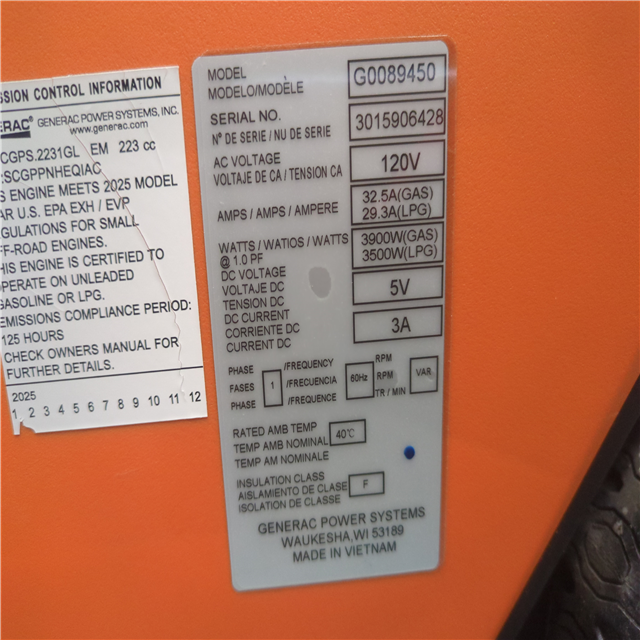 SSION CONTROL INFORMATION
ERAC® GENERAC POWER SYSTEMS, INC.
www.generac.com
CGPS.2231GL EM 223 cc
SCGPPNHEQIAC
S ENGINE MEETS 2025 MODEL
AR U.S. EPA EXH / EVP
GULATIONS FOR SMALL
FF-ROAD ENGINES.
HIS ENGINE IS CERTIFIED TO
OPERATE ON UNLEADED
GASOLINE OR LPG.
EMISSIONS COMPLIANCE PERIOD:
125 HOURS
CHECK OWNERS MANUAL FOR
FURTHER DETAILS.
2025
1 2 3 4 5 6 7 8 9 10 11 12
MODEL
MODELO/MODÈLE
G0089450
SERIAL NO.
N° DE SERIE / NU DE SERIE
3015906428
AC VOLTAGE
VOLTAJE DE CA / TENSION CA
120V
AMPS / AMPS / AMPERE
32.5A(GAS)
29.3A(LPG)
WATTS / WATIOS / WATTS
@ 1.0 PF
3900W(GAS)
3500W(LPG)
DC VOLTAGE
VOLTAJE DC
TENSION DC
5V
DC CURRENT
CORRIENTE DC
CURRENT DC
3A
PHASE
FASES
PHASE
1
/FREQUENCY
/FRECUENCIA
/FREQUENCE
60Hz
RPM
RPM
TR / MIN
VAR
RATED AMB TEMP
TEMP AMB NOMINAL
TEMP AM NOMINALE
40℃
INSULATION CLASS
AISLAMIENTO DE CLASE
ISOLATION DE CLASSE
F
GENERAC POWER SYSTEMS
WAUKESHA,WI 53189
MADE IN VIETNAM